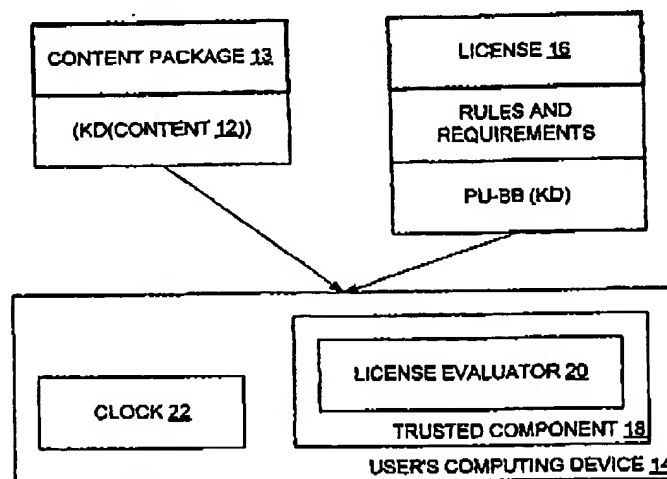 CONTENT PACKAGE 13
(KD(CONTENT 12))
LICENSE 16
RULES AND
REQUIREMENTS
PU-BB (KD)
CLOCK 22
LICENSE EVALUATOR 20
TRUSTED COMPONENT 18
USER'S COMPUTING DEVICE 14